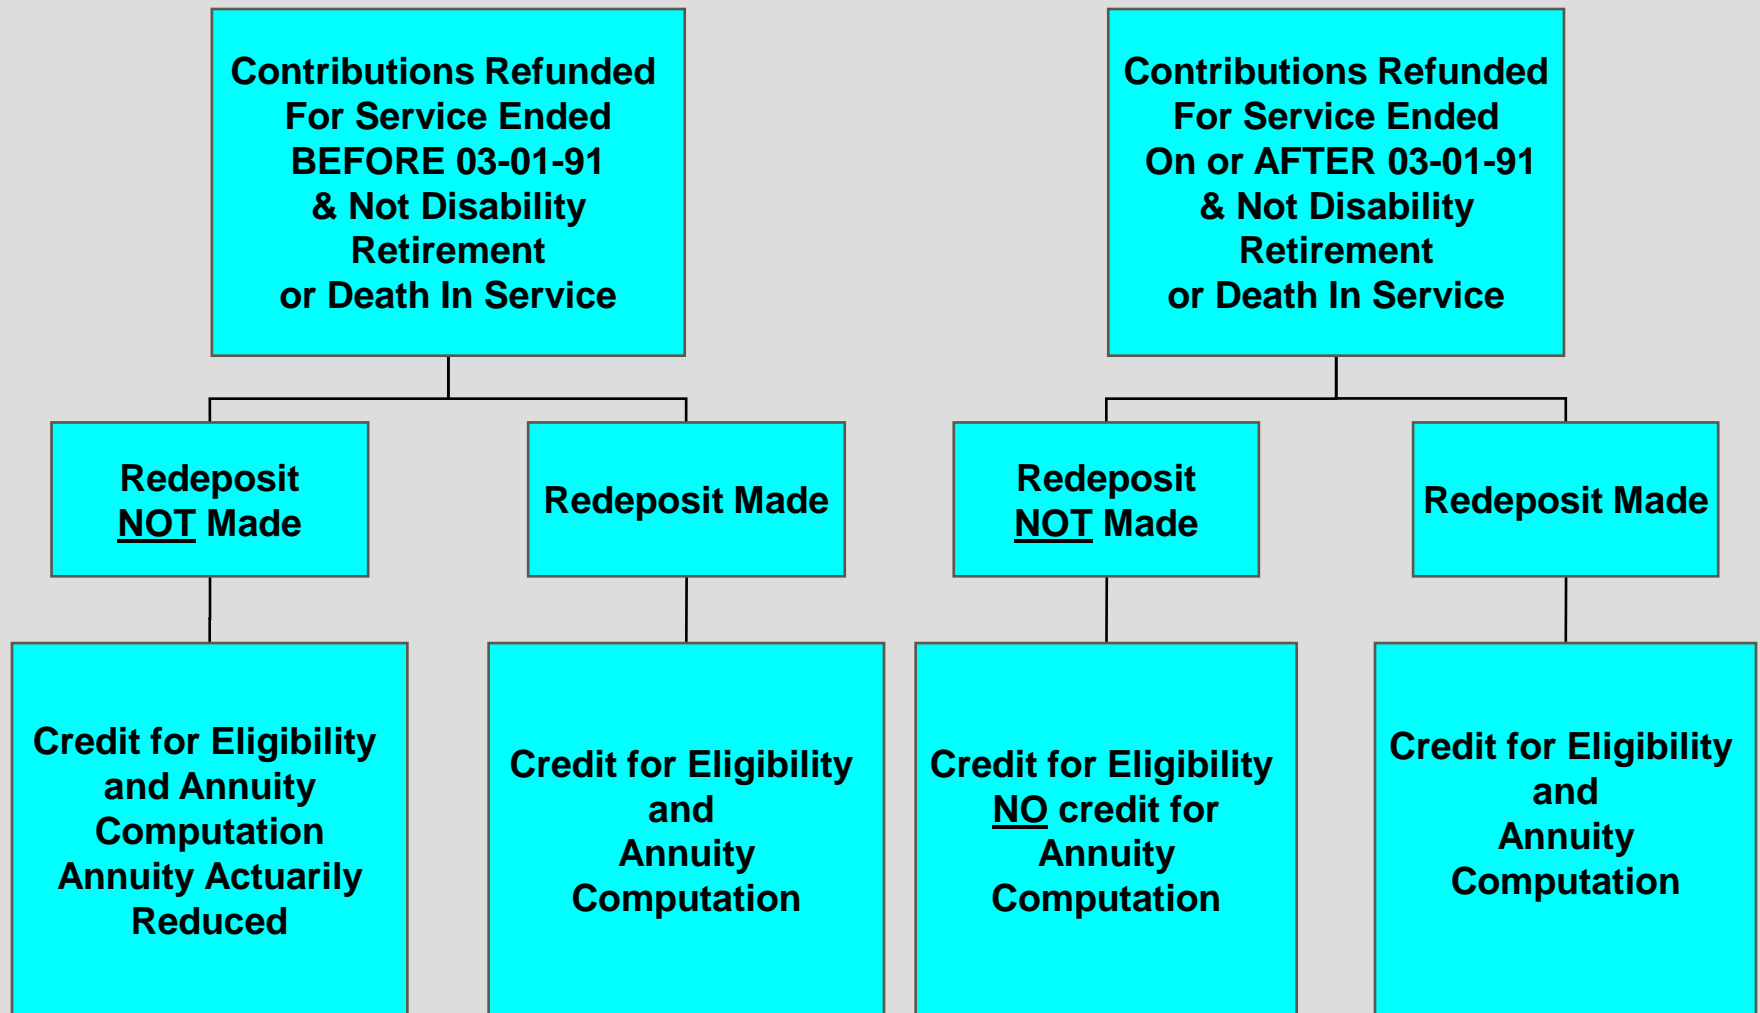 Contributions Refunded
For Service Ended
BEFORE 03-01-91
& Not Disability
Retirement
or Death In Service
Contributions Refunded
For Service Ended
On or AFTER 03-01-91
& Not Disability
Retirement
or Death In Service
Redeposit
NOT Made
Redeposit Made
Redeposit
NOT Made
Redeposit Made
Credit for Eligibility
and Annuity
Computation
Annuity Actuarily
Reduced
Credit for Eligibility
and
Annuity
Computation
Credit for Eligibility
NO credit for
Annuity
Computation
Credit for Eligibility
and
Annuity
Computation